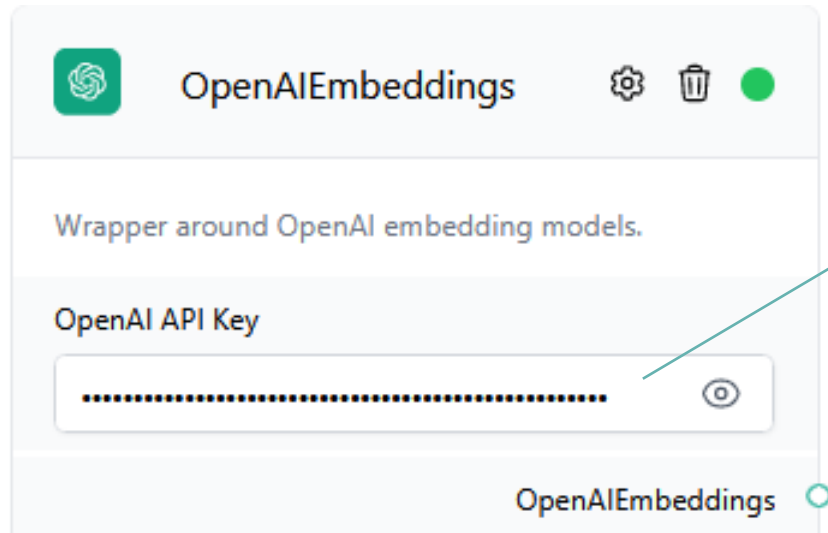 OpenAIEmbeddings
Wrapper around OpenAI embedding models.
OpenAI API Key
••••••••••••••••••••••••••••••••••••••••••••••••••• 
OpenAIEmbeddings